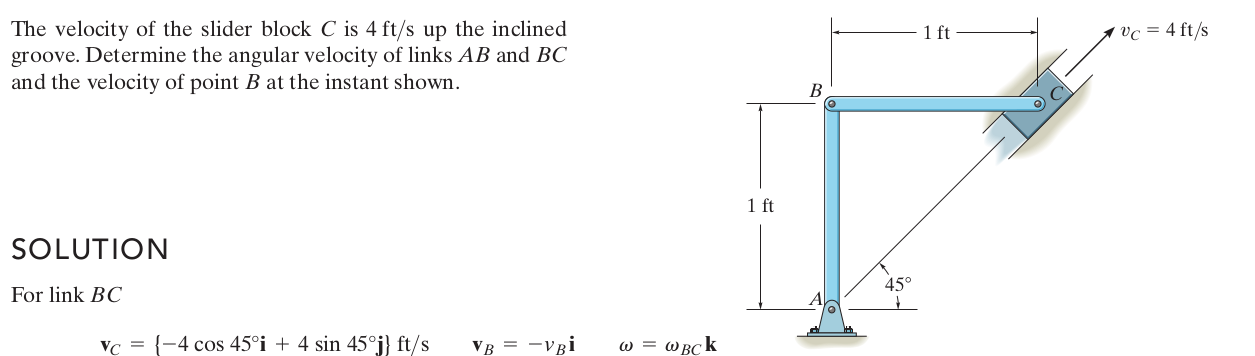 The velocity of the slider block C is 4 ft/s up the inclined
groove. Determine the angular velocity of links AB and BC
and the velocity of point B at the instant shown.
1 ft
v_C = 4 ft/s
B
C
1 ft
A
45°
SOLUTION
For link BC
v_C = {−4 cos 45°i + 4 sin 45°j} ft/s   v_B = −v_B i   ω = ω_BC k